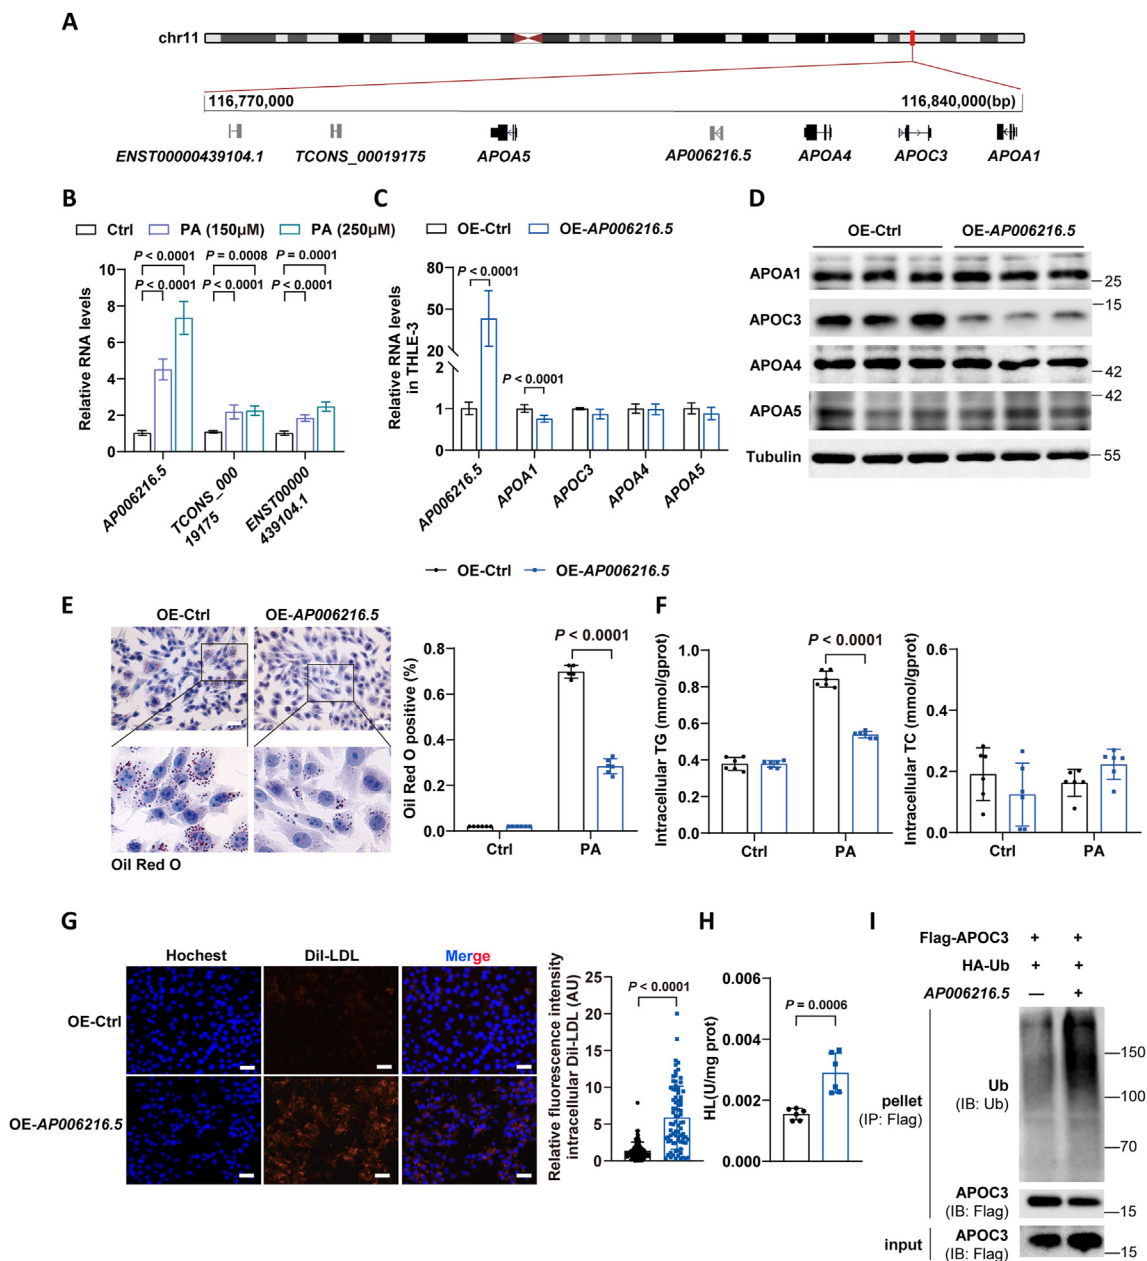 A
chr11
116,770,000
116,840,000(bp)
ENST00000439104.1
TCONS_00019175
APOA5
AP006216.5
APOA4
APOC3
APOA1
B
Ctrl
PA (150μM)
PA (250μM)
P < 0.0001
P = 0.0008
P = 0.0001
P < 0.0001
P < 0.0001
P < 0.0001
Relative RNA levels
10
8
6
4
2
0
AP006216.5
TCONS_000
19175
ENST00000
439104.1
C
OE-Ctrl
OE-AP006216.5
Relative RNA levels
in THLE-3
80
50
20
2
1
0
P < 0.0001
P < 0.0001
AP006216.5
APOA1
APOC3
APOA4
APOA5
D
OE-Ctrl
OE-AP006216.5
APOA1
25
15
APOC3
APOA4
42
42
APOA5
Tubulin
55
OE-Ctrl
OE-AP006216.5
E
OE-Ctrl
OE-AP006216.5
Oil Red O
Oil Red O positive (%)
0.8
0.6
0.4
0.2
0.0
P < 0.0001
Ctrl
PA
F
Intracellular TG (mmol/gprot)
1.0
0.8
0.6
0.4
0.2
0.0
P < 0.0001
Ctrl
PA
Intracellular TC (mmol/gprot)
0.6
0.4
0.2
0.0
Ctrl
PA
G
Hochest
Dil-LDL
Merge
OE-Ctrl
OE-AP006216.5
Relative fluorescence intensity
intracellular Dil-LDL (AU)
25
20
15
10
5
0
P < 0.0001
H
HL(U/mg prot)
0.006
0.004
0.002
0.000
P = 0.0006
I
Flag-APOC3
+ +
HA-Ub
+ +
AP006216.5
— +
pellet
(IP: Flag)
Ub
(IB: Ub)
150
100
70
APOC3
(IB: Flag)
15
input
APOC3
(IB: Flag)
15